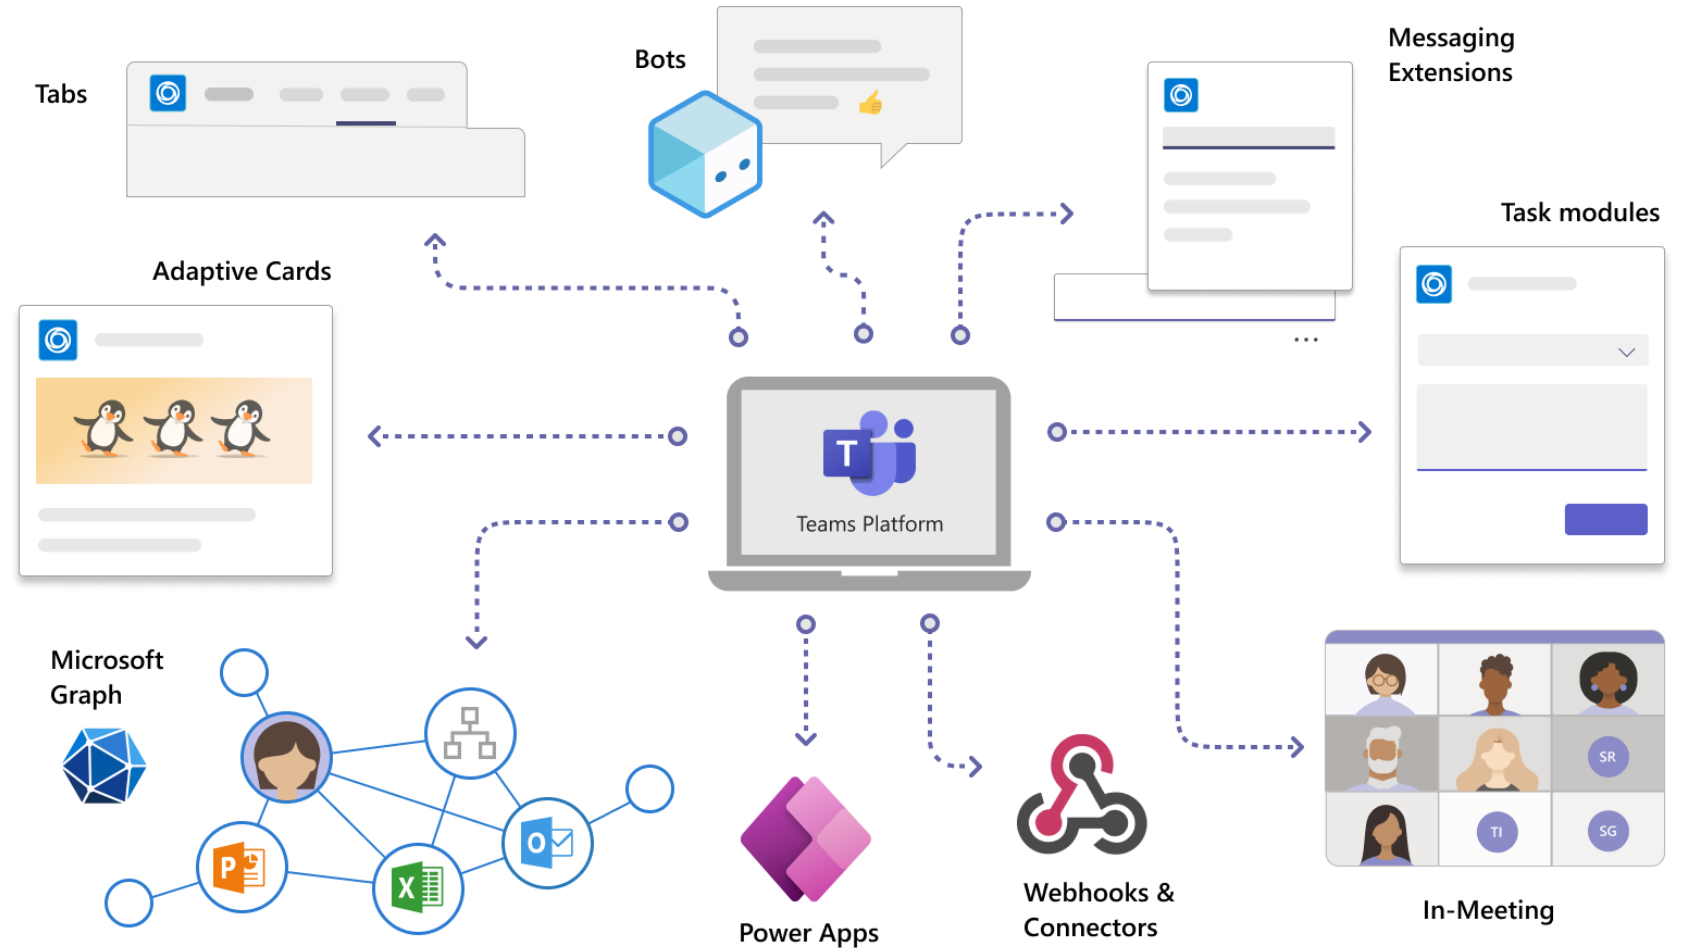 Tabs
Bots
Messaging
Extensions
Task modules
Adaptive Cards
...
T
Teams Platform
Microsoft
Graph
P
X
O
Power Apps
Webhooks &
Connectors
SR
TI
SG
In-Meeting